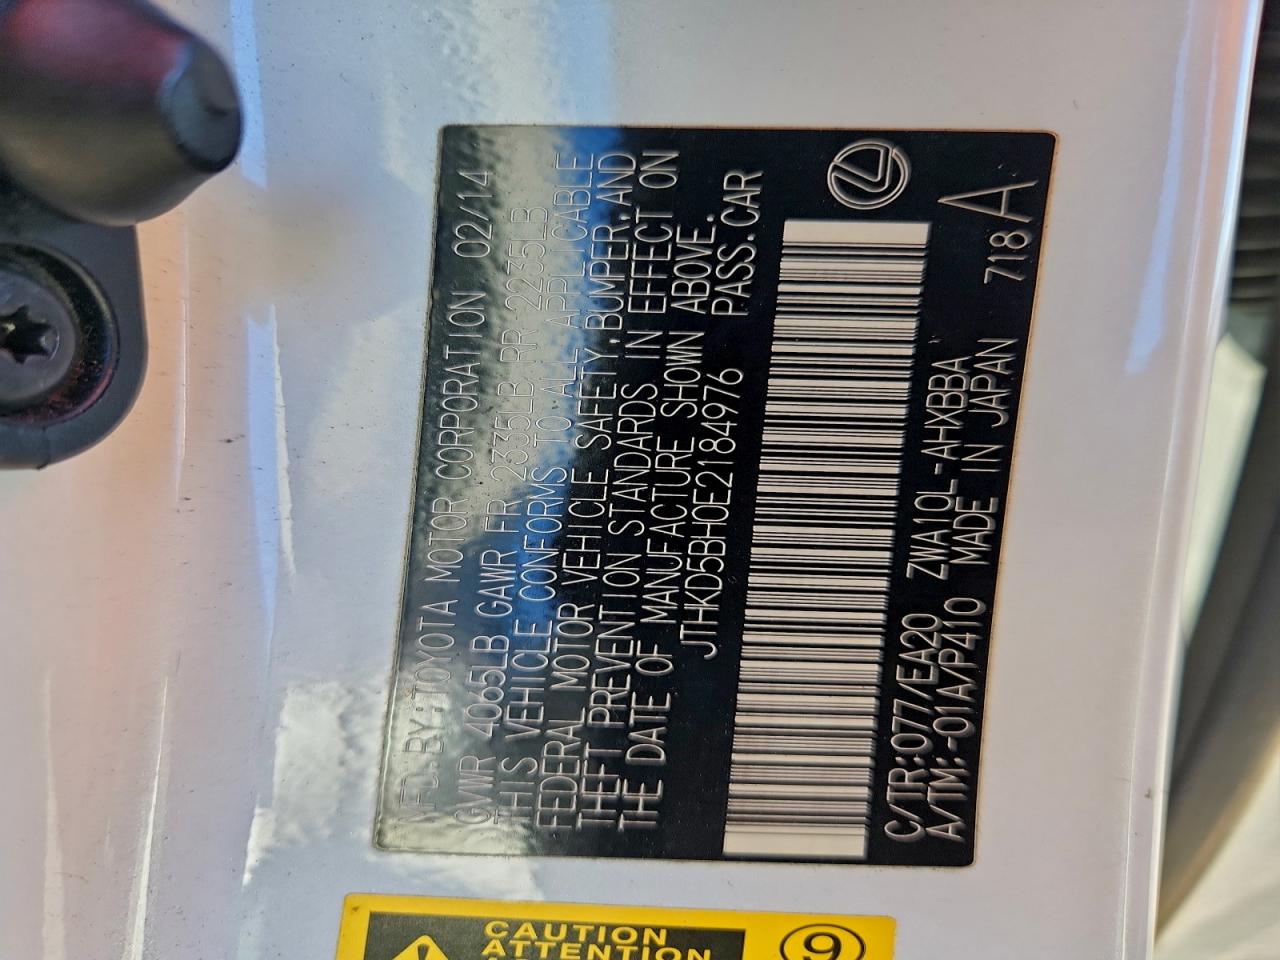 MFD.BY:TOYOTA MOTOR CORPORATION 02/14
GVWR 4065LB GAWR FR 2335LB RR 2235LB
THIS VEHICLE CONFORMS TO ALL APPLICABLE
FEDERAL MOTOR VEHICLE SAFETY,BUMPER,AND
THEFT PREVENTION STANDARDS IN EFFECT ON
THE DATE OF MANUFACTURE SHOWN ABOVE.
JTHKD5BH0E2184976 PASS.CAR
C/TR:077/EA20 ZWA10L-AHXBBA
A/TM:-01A/P410 MADE IN JAPAN 718A
CAUTION
ATTENTION
9